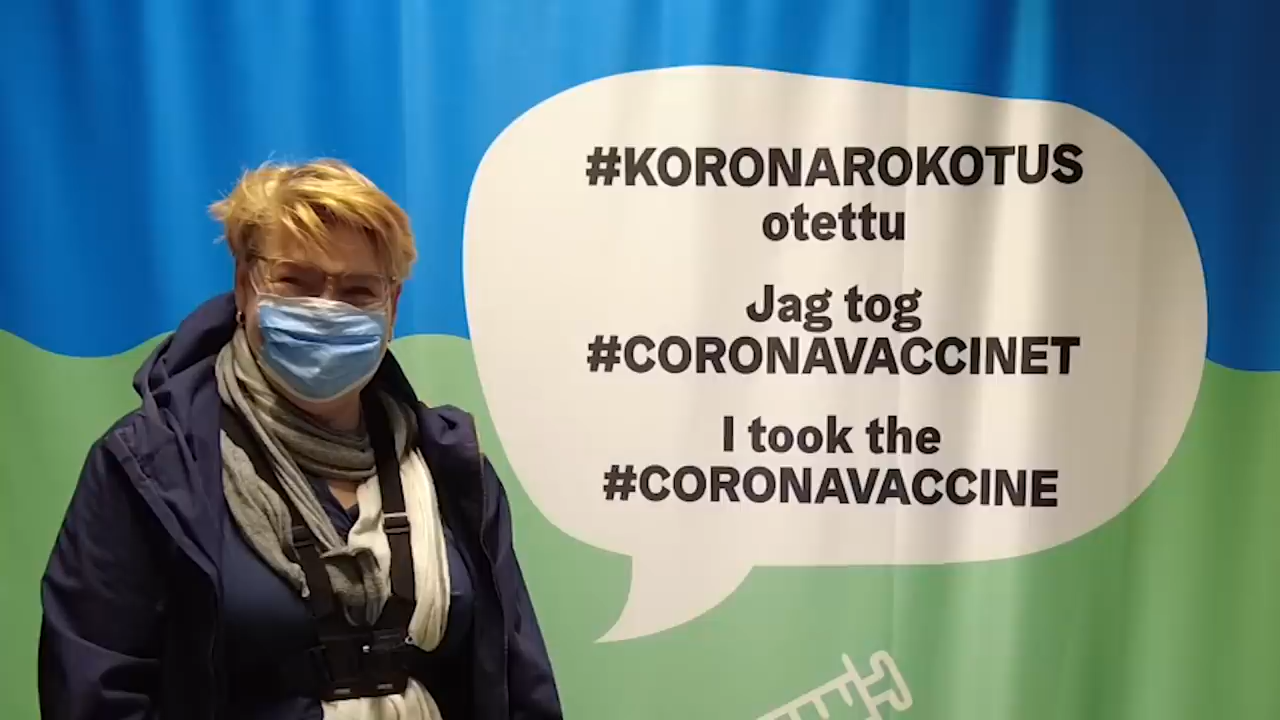 #KORONAROKOTUS
otettu
Jag tog
#CORONAVACCINET
I took the
#CORONAVACCINE